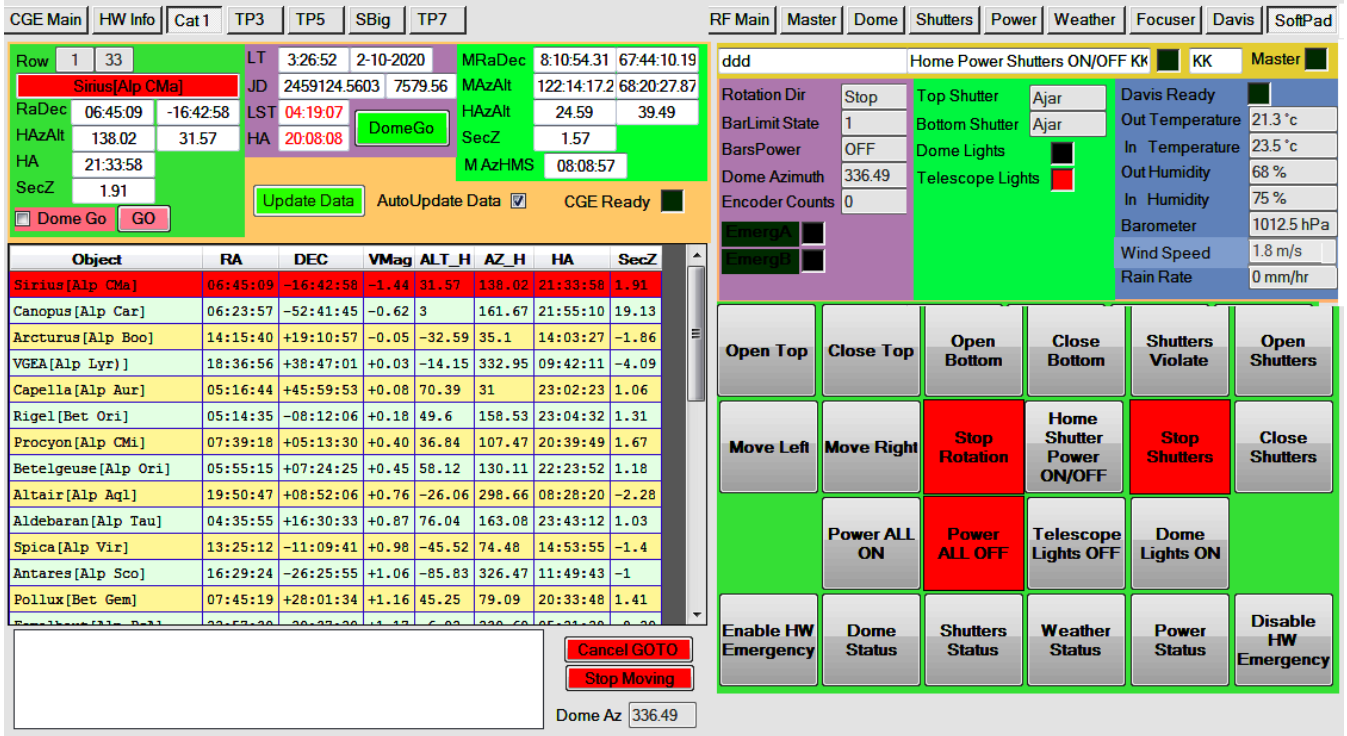 CGE Main HW Info Cat 1 TP3 TP5 SBig TP7
Row 1 33
Sirius[Alp CMa]
RaDec 06:45:09 -16:42:58
HAzAlt 138.02 31.57
HA 21:33:58
SecZ 1.91
Dome Go GO
LT 3:26:52 2-10-2020
JD 2459124.5603 7579.56
LST 04:19:07
HA 20:08:08
DomeGo
MRaDec 8:10:54.31 67:44:10.19
MAzAlt 122:14:17.2 68:20:27.87
HAzAlt 24.59 39.49
SecZ 1.57
M AzHMS 08:08:57
Update Data AutoUpdate Data CGE Ready
Object RA DEC VMag ALT_H AZ_H HA SecZ
Sirius[Alp CMa] 06:45:09 -16:42:58 -1.44 31.57 138.02 21:33:58 1.91
Canopus[Alp Car] 06:23:57 -52:41:45 -0.62 3 161.67 21:55:10 19.13
Arcturus[Alp Boo] 14:15:40 +19:10:57 -0.05 -32.59 35.1 14:03:27 -1.86
VGEA[Alp Lyr)] 18:36:56 +38:47:01 +0.03 -14.15 332.95 09:42:11 -4.09
Capella[Alp Aur] 05:16:44 +45:59:53 +0.08 70.39 31 23:02:23 1.06
Rigel[Bet Ori] 05:14:35 -08:12:06 +0.18 49.6 158.53 23:04:32 1.31
Procyon[Alp CMi] 07:39:18 +05:13:30 +0.40 36.84 107.47 20:39:49 1.67
Betelgeuse[Alp Ori] 05:55:15 +07:24:25 +0.45 58.12 130.11 22:23:52 1.18
Altair[Alp Aql] 19:50:47 +08:52:06 +0.76 -26.06 298.66 08:28:20 -2.28
Aldebaran[Alp Tau] 04:35:55 +16:30:33 +0.87 76.04 163.08 23:43:12 1.03
Spica[Alp Vir] 13:25:12 -11:09:41 +0.98 -45.52 74.48 14:53:55 -1.4
Antares[Alp Sco] 16:29:24 -26:25:55 +1.06 -85.83 326.47 11:49:43 -1
Pollux[Bet Gem] 07:45:19 +28:01:34 +1.16 45.25 79.09 20:33:48 1.41
Cancel GOTO
Stop Moving
Dome Az 336.49
RF Main Master Dome Shutters Power Weather Focuser Davis SoftPad
ddd Home Power Shutters ON/OFF KK KK Master
Rotation Dir Stop
BarLimit State 1
BarsPower OFF
Dome Azimuth 336.49
Encoder Counts 0
EmergA
EmergB
Top Shutter Ajar
Bottom Shutter Ajar
Dome Lights
Telescope Lights
Davis Ready
Out Temperature 21.3 °c
In Temperature 23.5 °c
Out Humidity 68 %
In Humidity 75 %
Barometer 1012.5 hPa
Wind Speed 1.8 m/s
Rain Rate 0 mm/hr
Open Top Close Top Open Bottom Close Bottom Shutters Violate Open Shutters
Move Left Move Right Stop Rotation Home Shutter Power ON/OFF Stop Shutters Close Shutters
Power ALL ON Power ALL OFF Telescope Lights OFF Dome Lights ON
Enable HW Emergency Dome Status Shutters Status Weather Status Power Status Disable HW Emergency